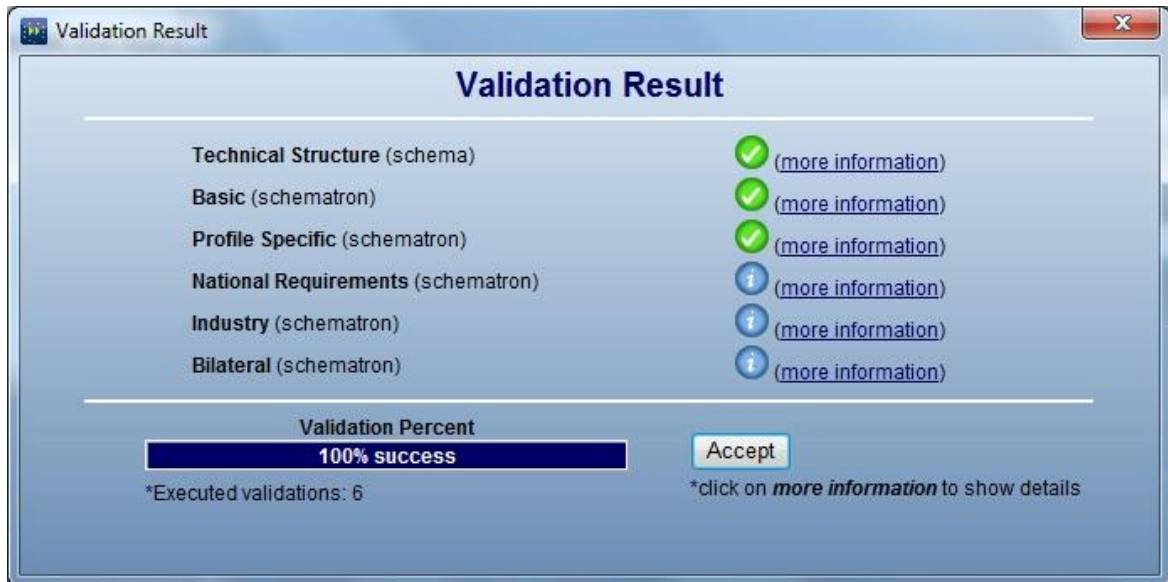 Validation Result
Validation Result
Technical Structure (schema) (more information)
Basic (schematron) (more information)
Profile Specific (schematron) (more information)
National Requirements (schematron) (more information)
Industry (schematron) (more information)
Bilateral (schematron) (more information)
Validation Percent
100% success
Accept
*Executed validations: 6
*click on more information to show details